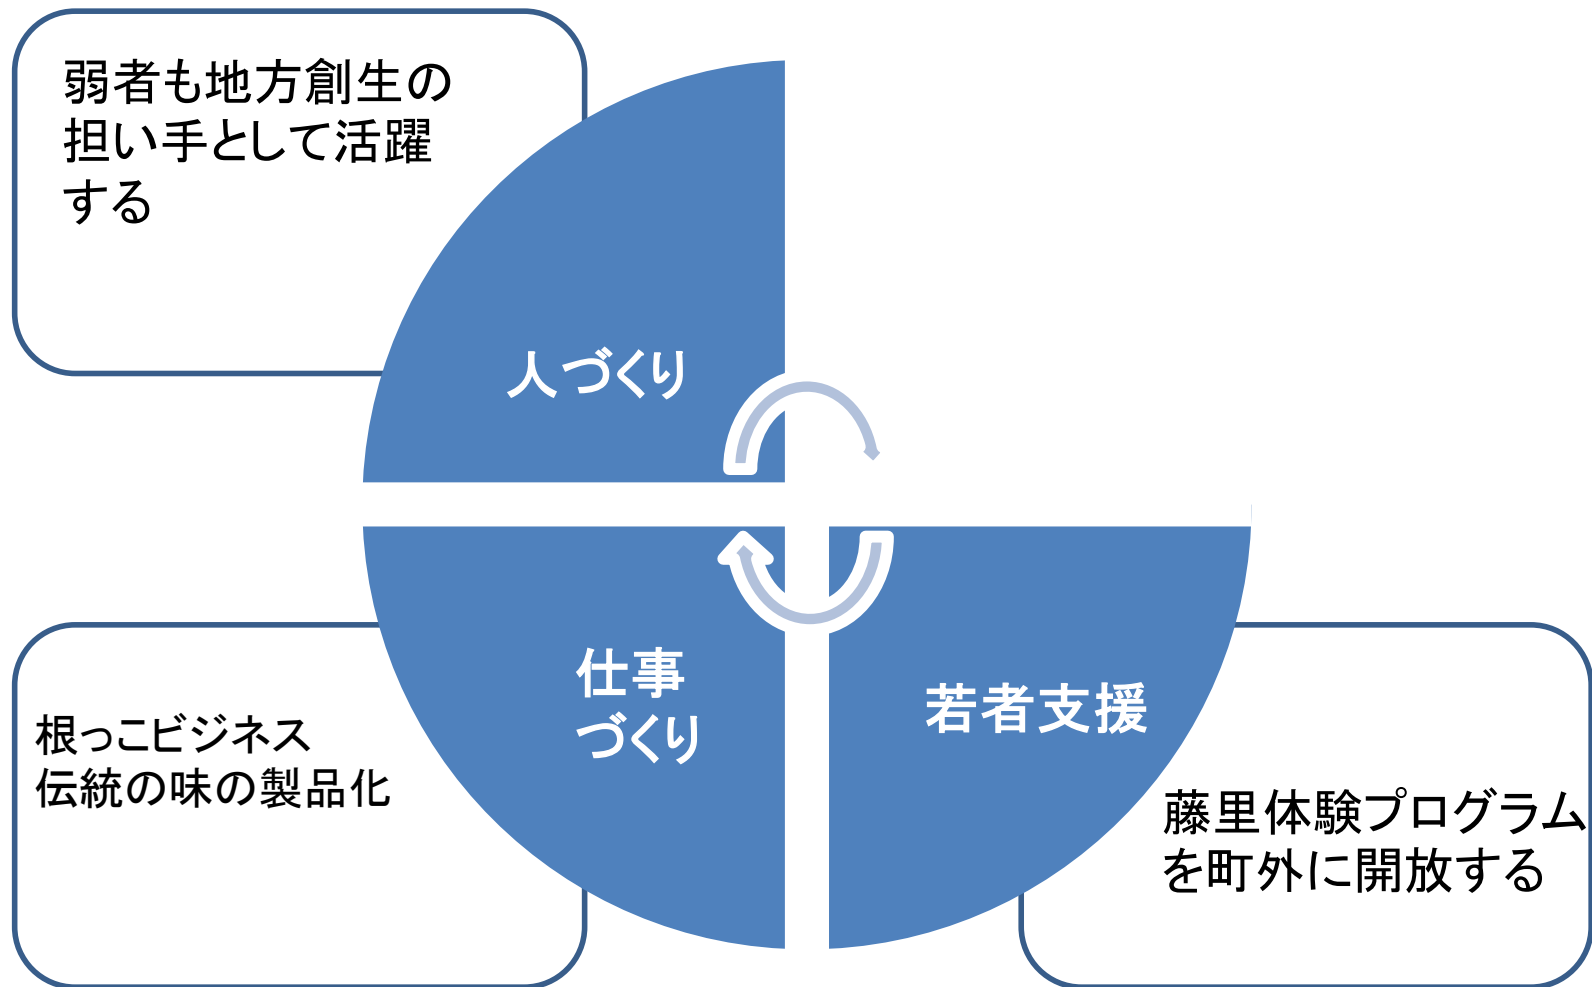 弱者も地方創生の
担い手として活躍
する
人づくり
仕事
づくり
若者支援
根っこビジネス
伝統の味の製品化
藤里体験プログラム
を町外に開放する